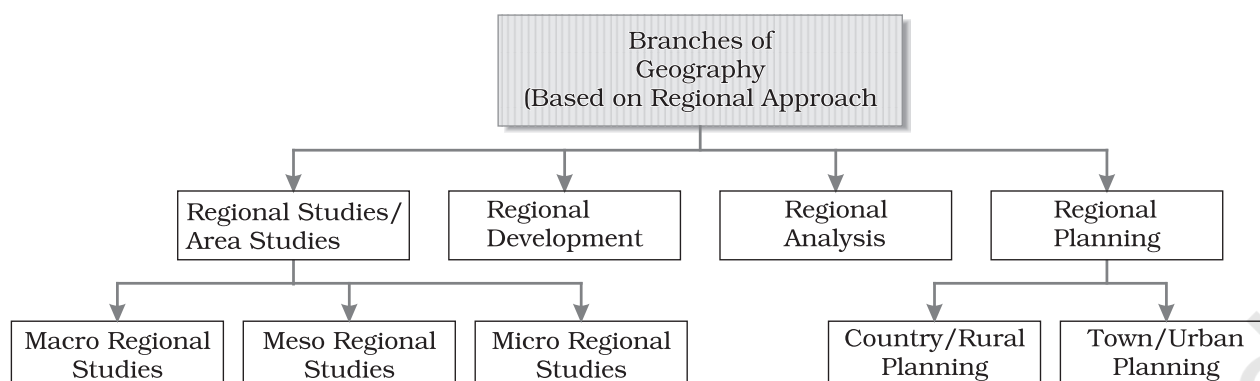 Branches of
Geography
(Based on Regional Approach
Regional Studies/
Area Studies
Regional
Development
Regional
Analysis
Regional
Planning
Macro Regional
Studies
Meso Regional
Studies
Micro Regional
Studies
Country/Rural
Planning
Town/Urban
Planning